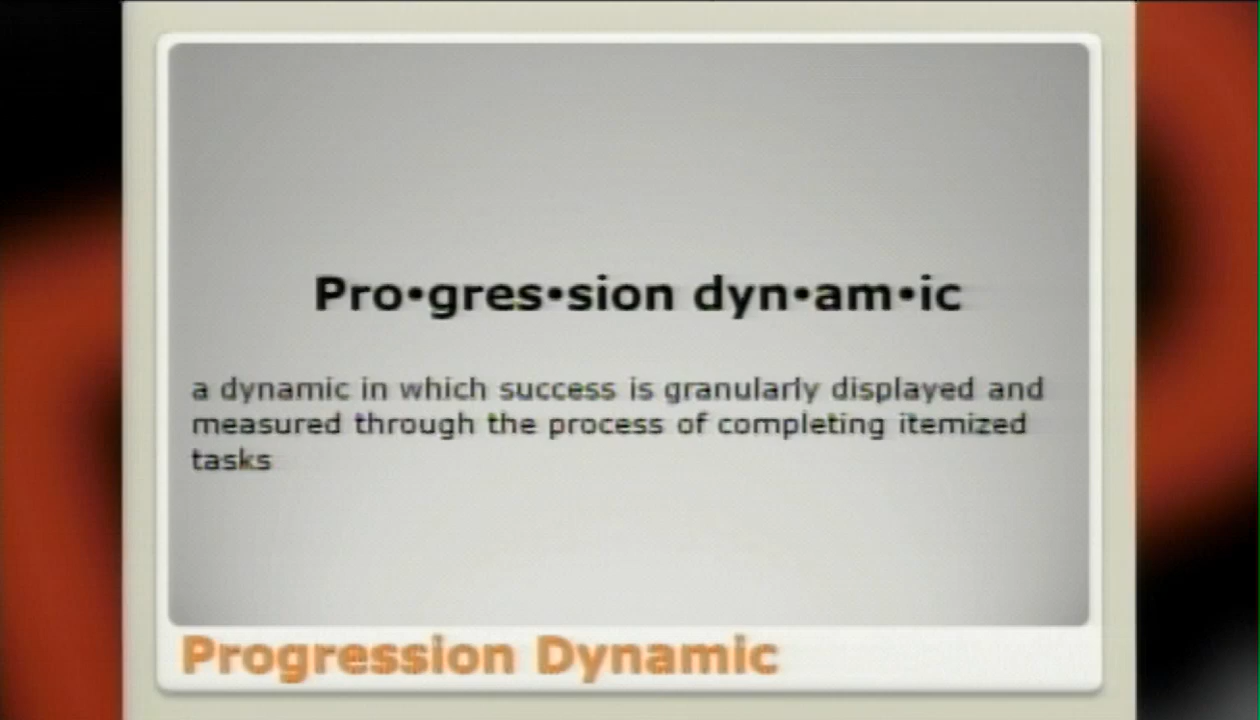 Pro•gres•sion dyn•am•ic
a dynamic in which success is granularly displayed and
measured through the process of completing itemized
tasks
Progression Dynamic